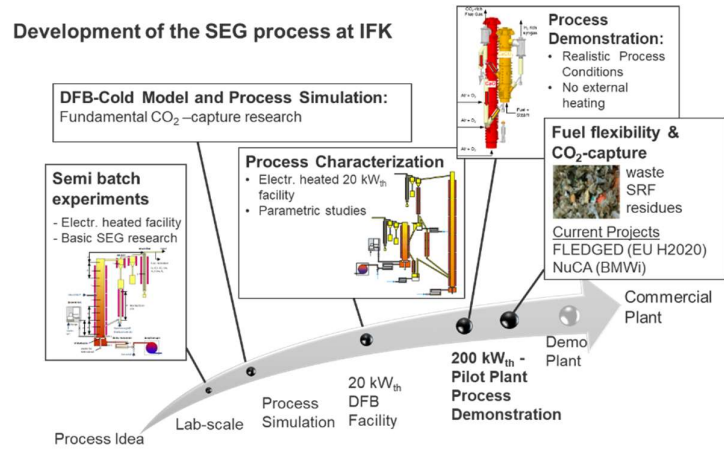 Development of the SEG process at IFK
DFB-Cold Model and Process Simulation:
Fundamental CO₂ –capture research
Semi batch
experiments
- Electr. heated facility
- Basic SEG research
Process Characterization
• Electr. heated 20 kWth
facility
• Parametric studies
Process
Demonstration:
• Realistic Process
Conditions
• No external
heating
Fuel flexibility &
CO₂-capture
waste
SRF
residues
Current Projects
FLEDGED (EU H2020)
NuCA (BMWi)
Process Idea
Lab-scale
Process
Simulation
20 kWth
DFB
Facility
200 kWth -
Pilot Plant
Process
Demonstration
Demo
Plant
Commercial
Plant